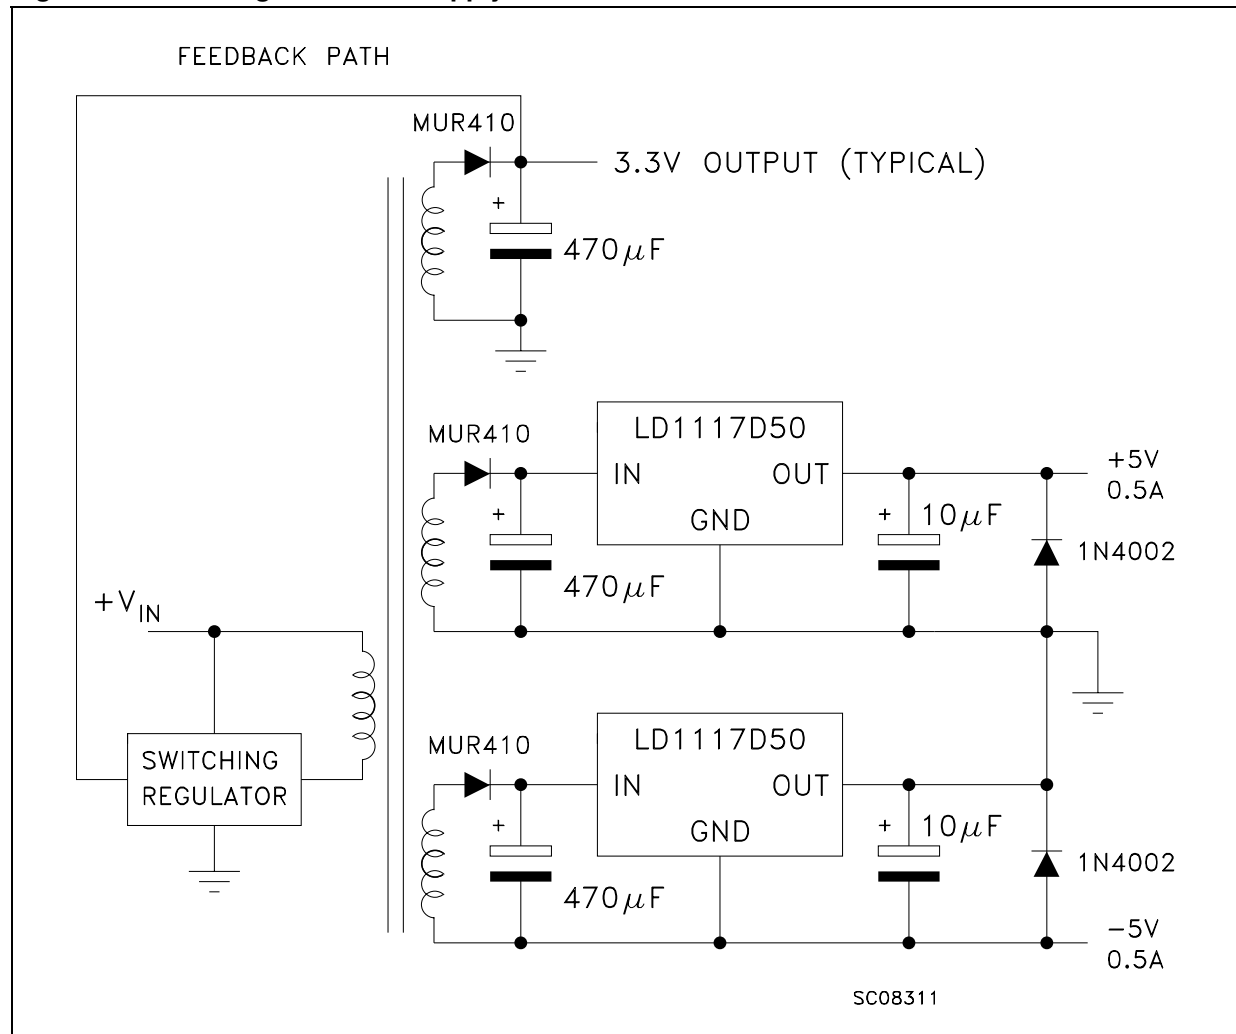 FEEDBACK PATH
MUR410
3.3V OUTPUT (TYPICAL)
+
470μF
LD1117D50
MUR410
IN
OUT
+5V
0.5A
GND
+
470μF
+
10μF
1N4002
+VIN
SWITCHING
REGULATOR
LD1117D50
MUR410
IN
OUT
GND
+
470μF
+
10μF
1N4002
-5V
0.5A
SC08311